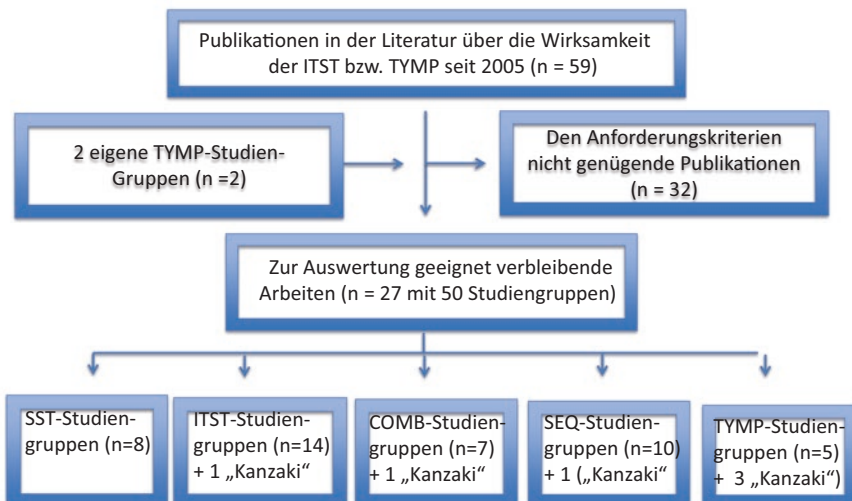 Publikationen in der Literatur über die Wirksamkeit
der ITST bzw. TYMP seit 2005 (n = 59)
2 eigene TYMP-Studien-
Gruppen (n =2)
Den Anforderungskriterien
nicht genügende Publikationen
(n = 32)
Zur Auswertung geeignet verbleibende
Arbeiten (n = 27 mit 50 Studiengruppen)
SST-Studien-
gruppen (n=8)
ITST-Studien-
gruppen (n=14)
+ 1 „Kanzaki“
COMB-Studien-
gruppen (n=7)
+ 1 „Kanzaki“
SEQ-Studien-
gruppen (n=10)
+ 1 („Kanzaki“
TYMP-Studien-
gruppen (n=5)
+ 3 „Kanzaki“)